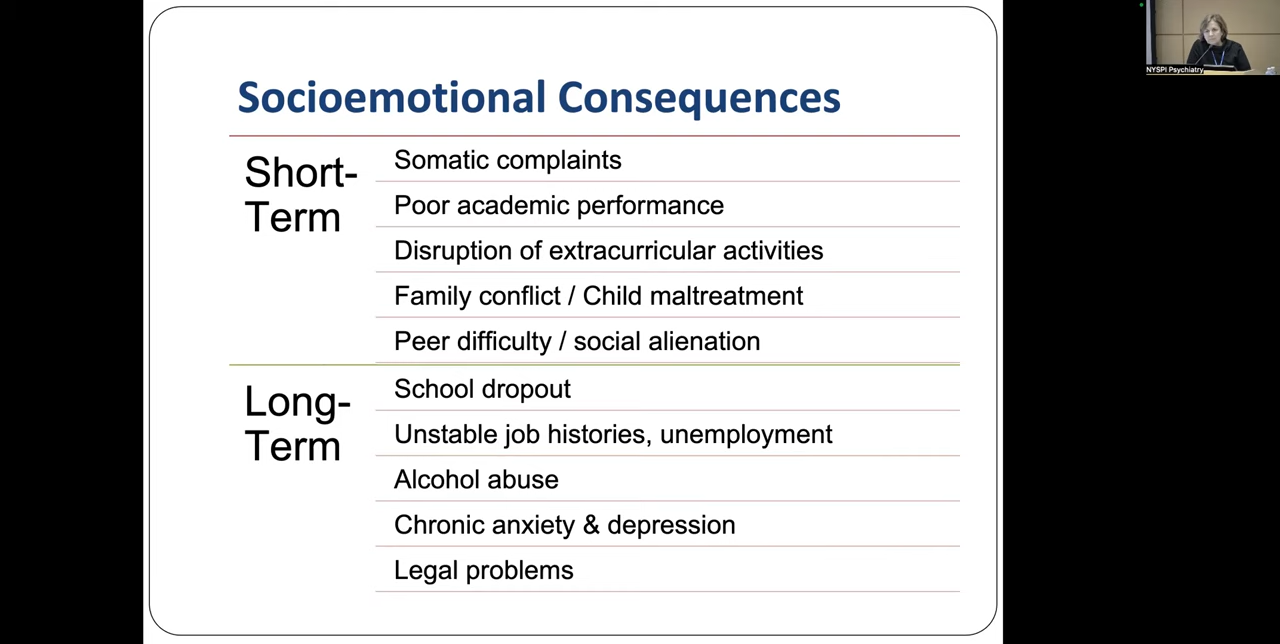 Socioemotional Consequences
Short-
Term
Somatic complaints
Poor academic performance
Disruption of extracurricular activities
Family conflict / Child maltreatment
Peer difficulty / social alienation
Long-
Term
School dropout
Unstable job histories, unemployment
Alcohol abuse
Chronic anxiety & depression
Legal problems
NYSPI Psychiatry